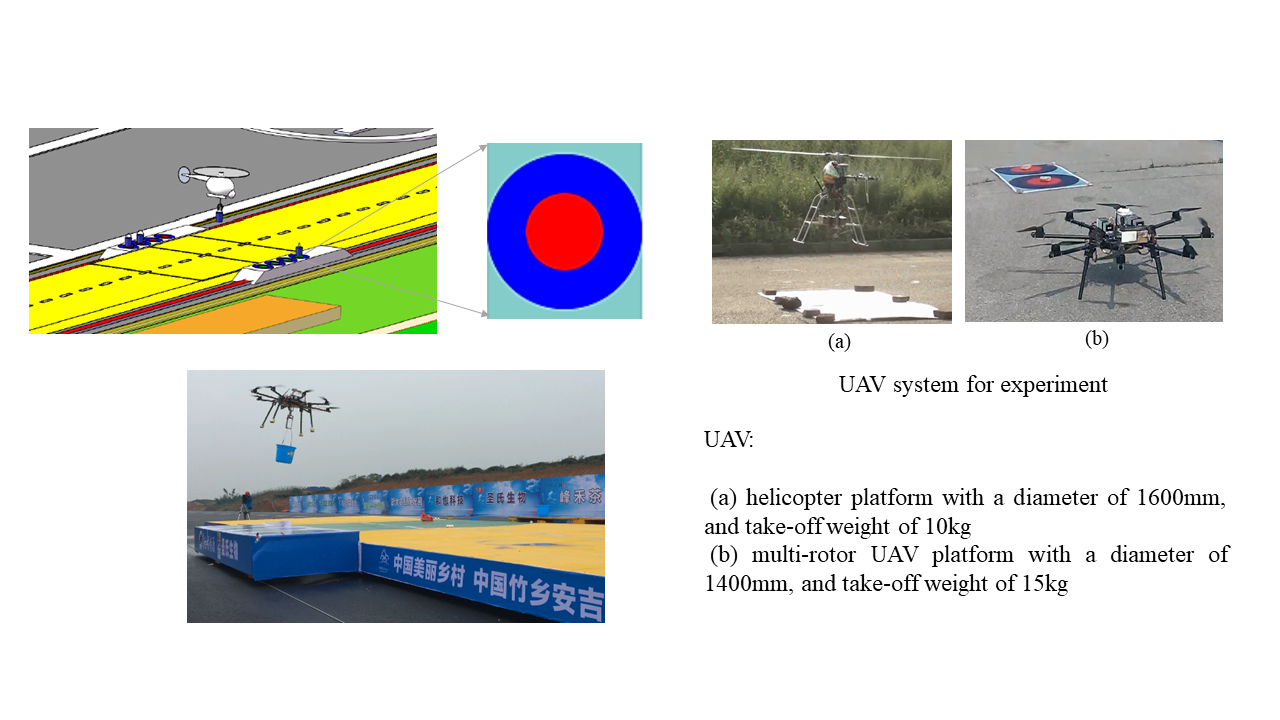 (a)
(b)
UAV system for experiment
UAV:
(a) helicopter platform with a diameter of 1600mm,
and take-off weight of 10kg
(b) multi-rotor UAV platform with a diameter of
1400mm, and take-off weight of 15kg
和也科技
圣氏生物
峰禾茶
中国美丽乡村 中国竹乡安吉